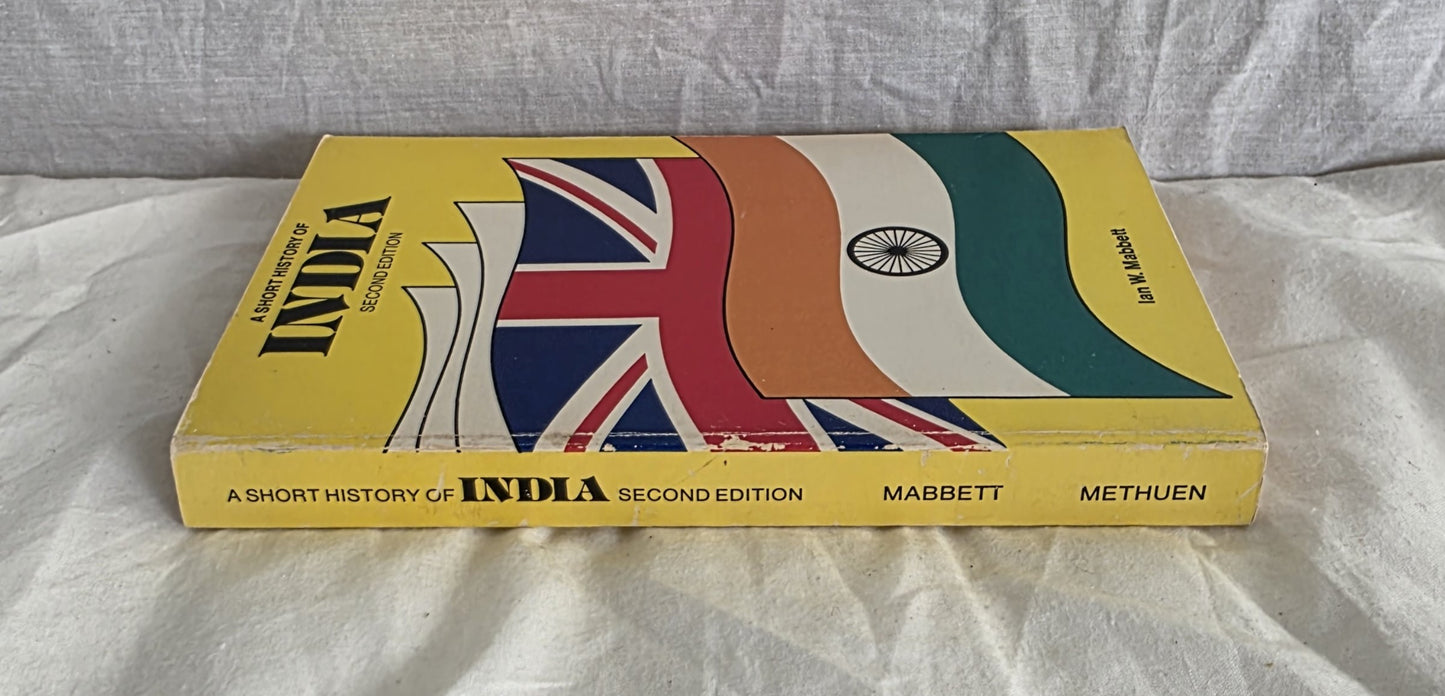 A SHORT HISTORY OF
INDIA
SECOND EDITION
Ian W. Mabbett
A SHORT HISTORY OF INDIA SECOND EDITION MABBETT METHUEN